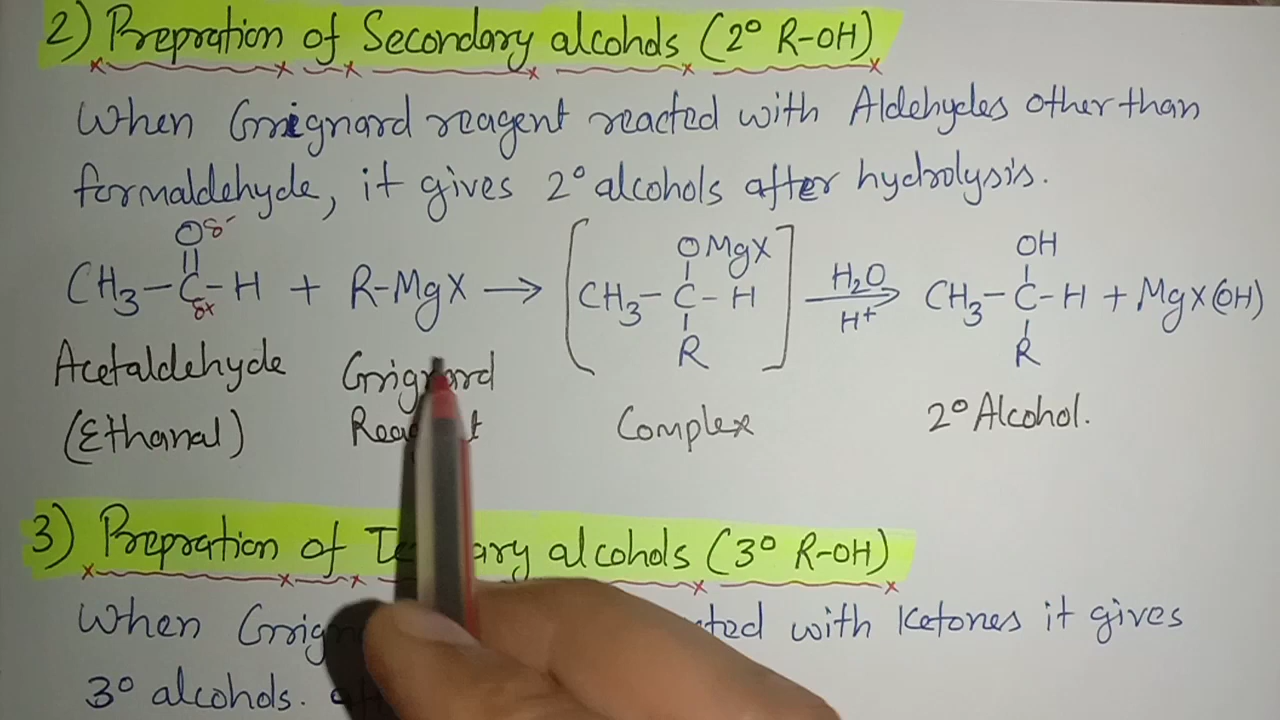 2) Prepration of Secondary alcohols (2° R-OH)
When Grignard reagent reacted with Aldehydes other than
formaldehyde, it gives 2° alcohols after hydrolysis.
Oδ- OMgX OH
CH3-C-H + R-MgX → [CH3-C-H] H2O H+ → CH3-C-H + MgX(OH)
δ+ R R
Acetaldehyde Grignard
(Ethanal) Complex 2° Alcohol.
3) Prepration of alcohols (3° R-OH)
When with Ketones it gives
3° alcohols.